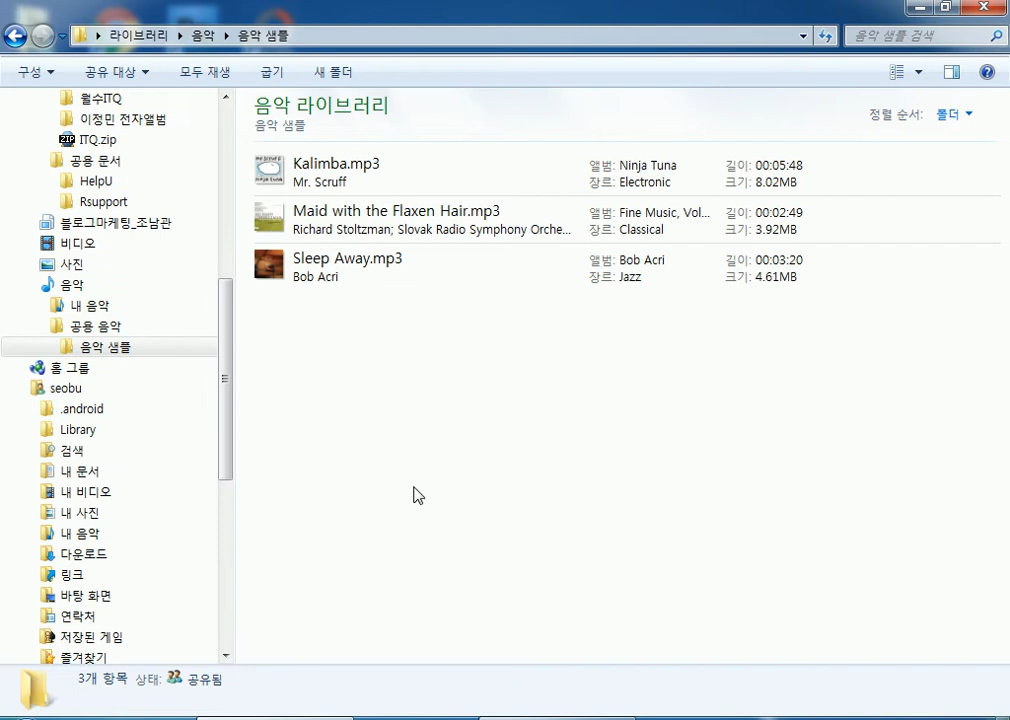 라이브러리 ▸ 음악 ▸ 음악 샘플
음악 샘플 검색
구성 공유 대상 모두 재생 굽기 새 폴더
월수ITQ
이정민 전자앨범
ITQ.zip
공용 문서
HelpU
Rsupport
블로그마케팅_조남관
비디오
사진
음악
내 음악
공용 음악
음악 샘플
홈 그룹
seobu
.android
Library
검색
내 문서
내 비디오
내 사진
내 음악
다운로드
링크
바탕 화면
연락처
저장된 게임
즐겨찾기
음악 라이브러리
음악 샘플
정렬 순서: 폴더
Kalimba.mp3
Mr. Scruff
앨범: Ninja Tuna
장르: Electronic
길이: 00:05:48
크기: 8.02MB
Maid with the Flaxen Hair.mp3
Richard Stoltzman; Slovak Radio Symphony Orche...
앨범: Fine Music, Vol...
장르: Classical
길이: 00:02:49
크기: 3.92MB
Sleep Away.mp3
Bob Acri
앨범: Bob Acri
장르: Jazz
길이: 00:03:20
크기: 4.61MB
3개 항목 상태: 공유됨